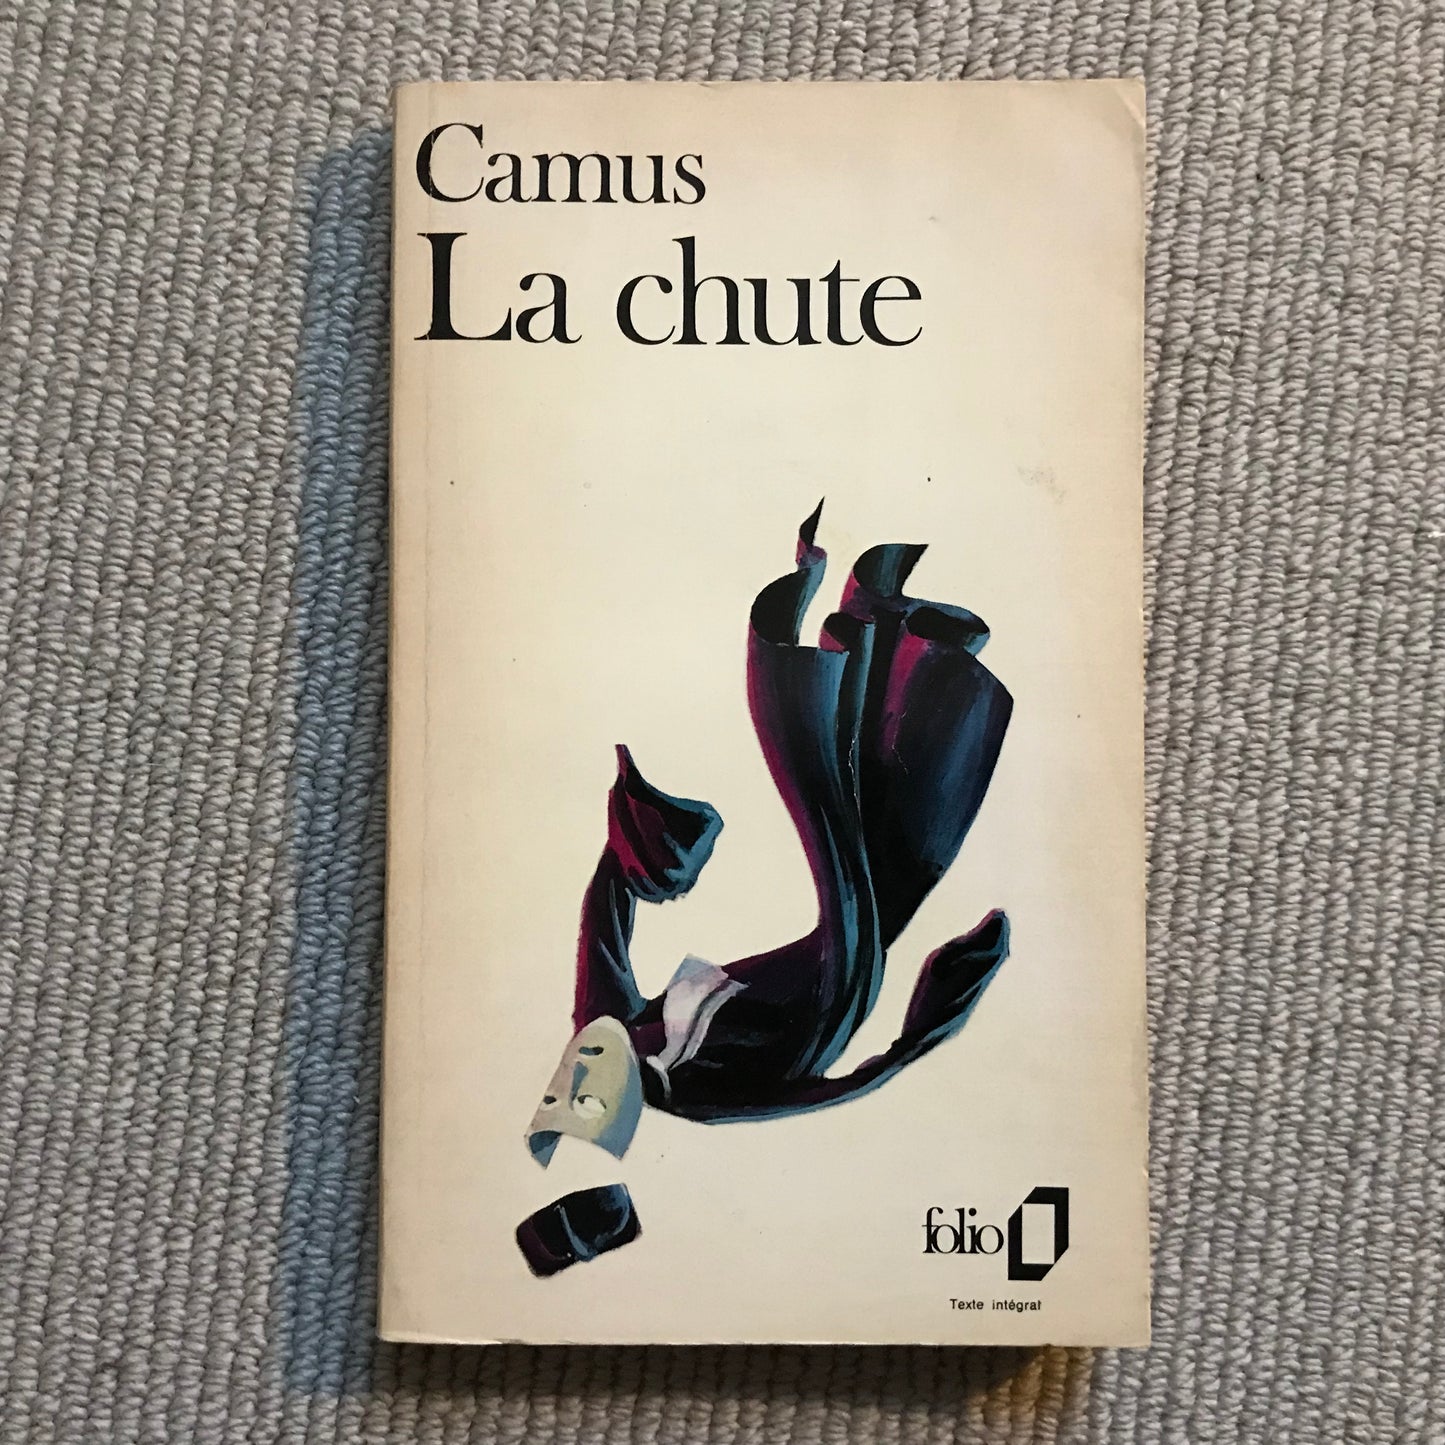 Camus
La chute
folio
Texte intégral